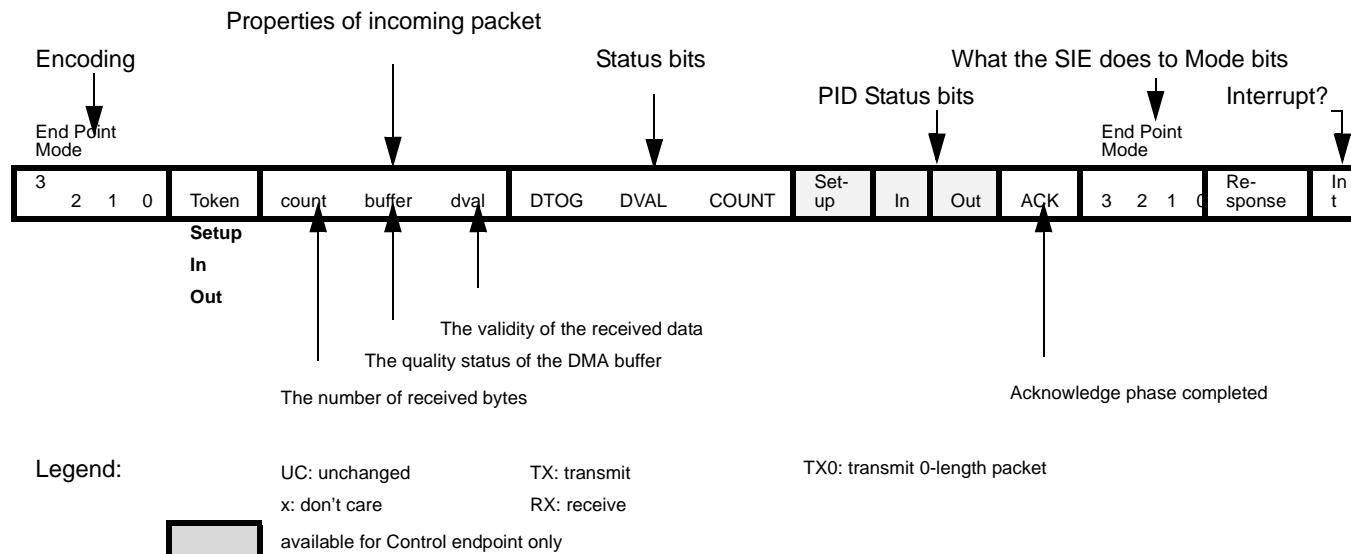 Properties of incoming packet
Encoding
Status bits
What the SIE does to Mode bits
PID Status bits
Interrupt?
End Point
Mode
End Point
Mode
3
2 1 0
Token
count buffer dval
DTOG DVAL COUNT
Set-
up
In
Out
ACK
3 2 1 0
Re-
sponse
In
t
Setup
In
Out
The validity of the received data
The quality status of the DMA buffer
The number of received bytes
Acknowledge phase completed
Legend:
UC: unchanged
TX: transmit
TX0: transmit 0-length packet
x: don't care
RX: receive
available for Control endpoint only